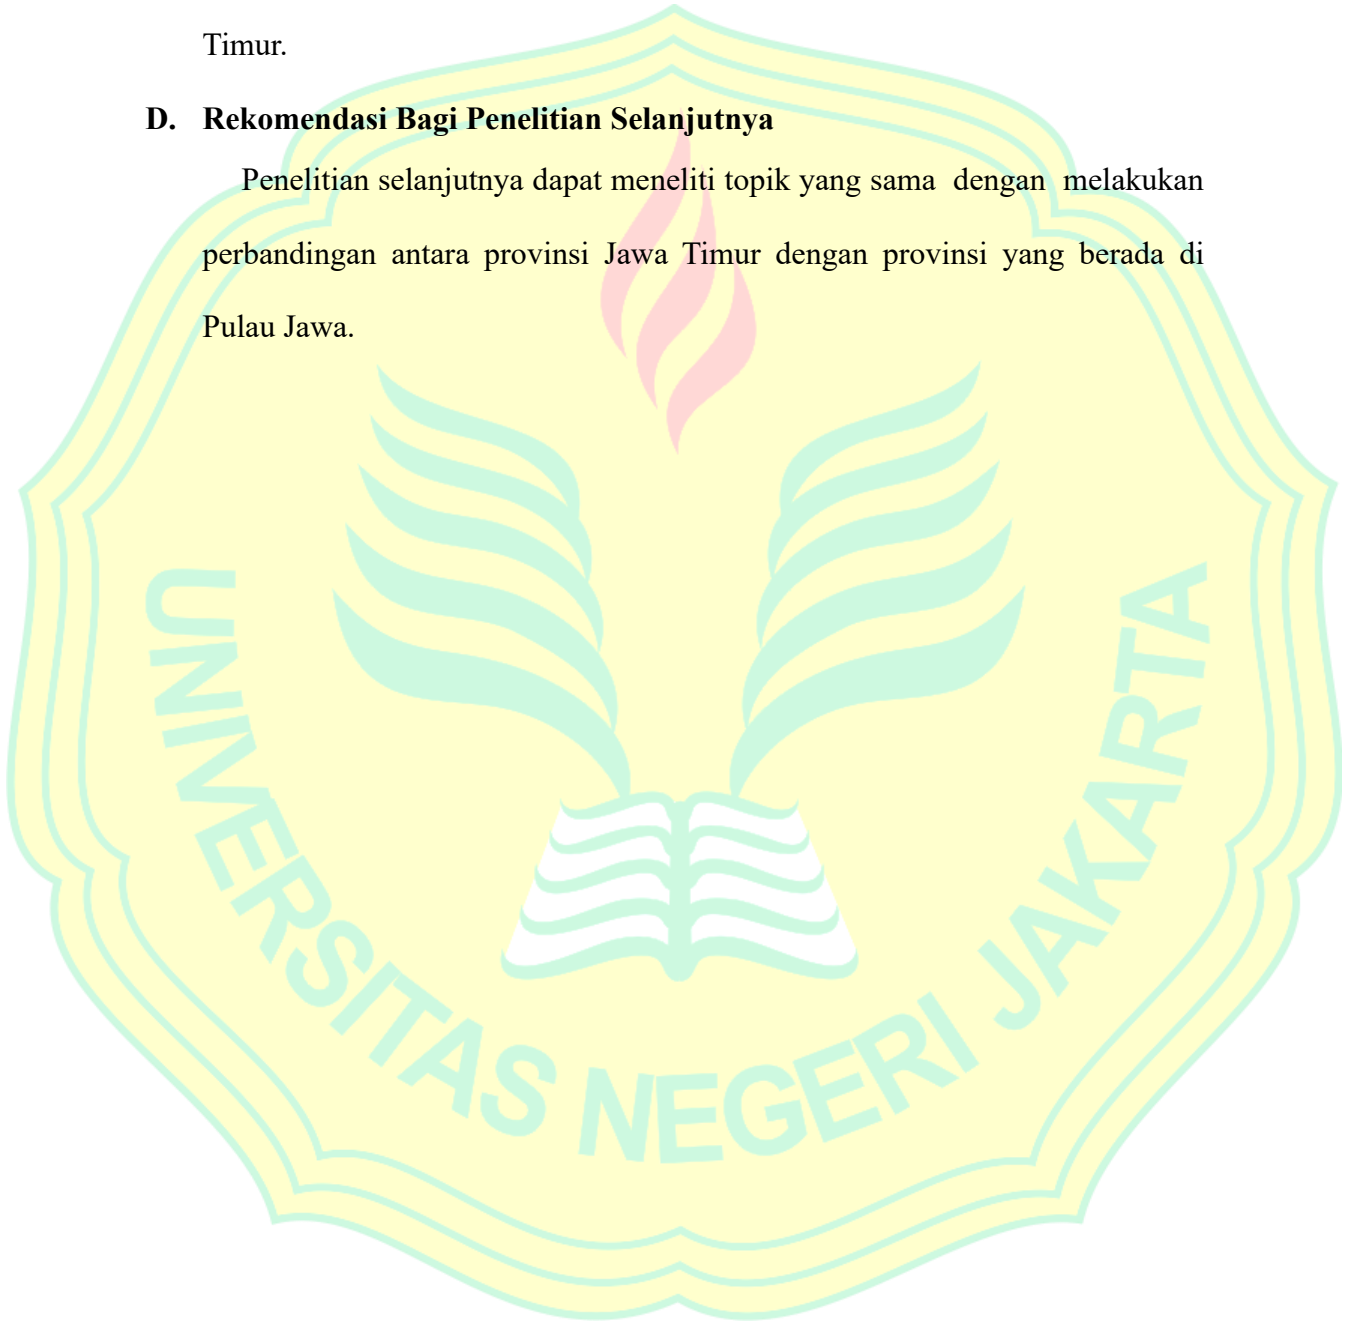 Timur.
D. Rekomendasi Bagi Penelitian Selanjutnya
Penelitian selanjutnya dapat meneliti topik yang sama dengan melakukan
perbandingan antara provinsi Jawa Timur dengan provinsi yang berada di
Pulau Jawa.
UNIVERSITAS NEGERI JAKARTA